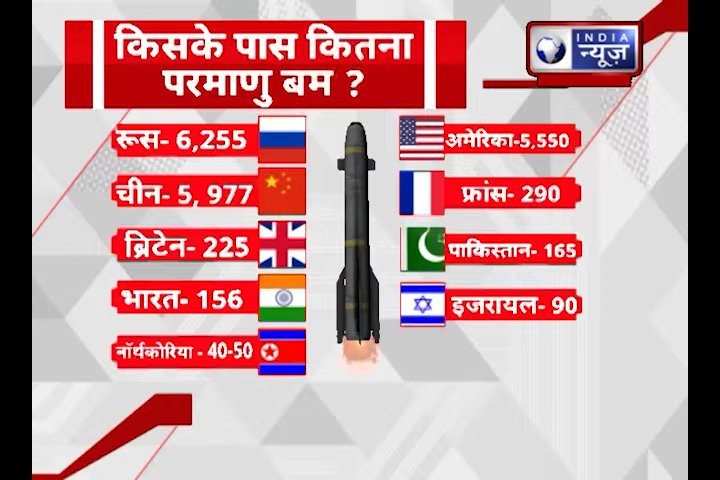 किसके पास कितना
परमाणु बम ?
INDIA
न्यूज़
रूस- 6,255
अमेरिका-5,550
चीन- 5, 977
फ्रांस- 290
ब्रिटेन- 225
पाकिस्तान- 165
भारत- 156
इजरायल- 90
नॉर्थकोरिया - 40-50